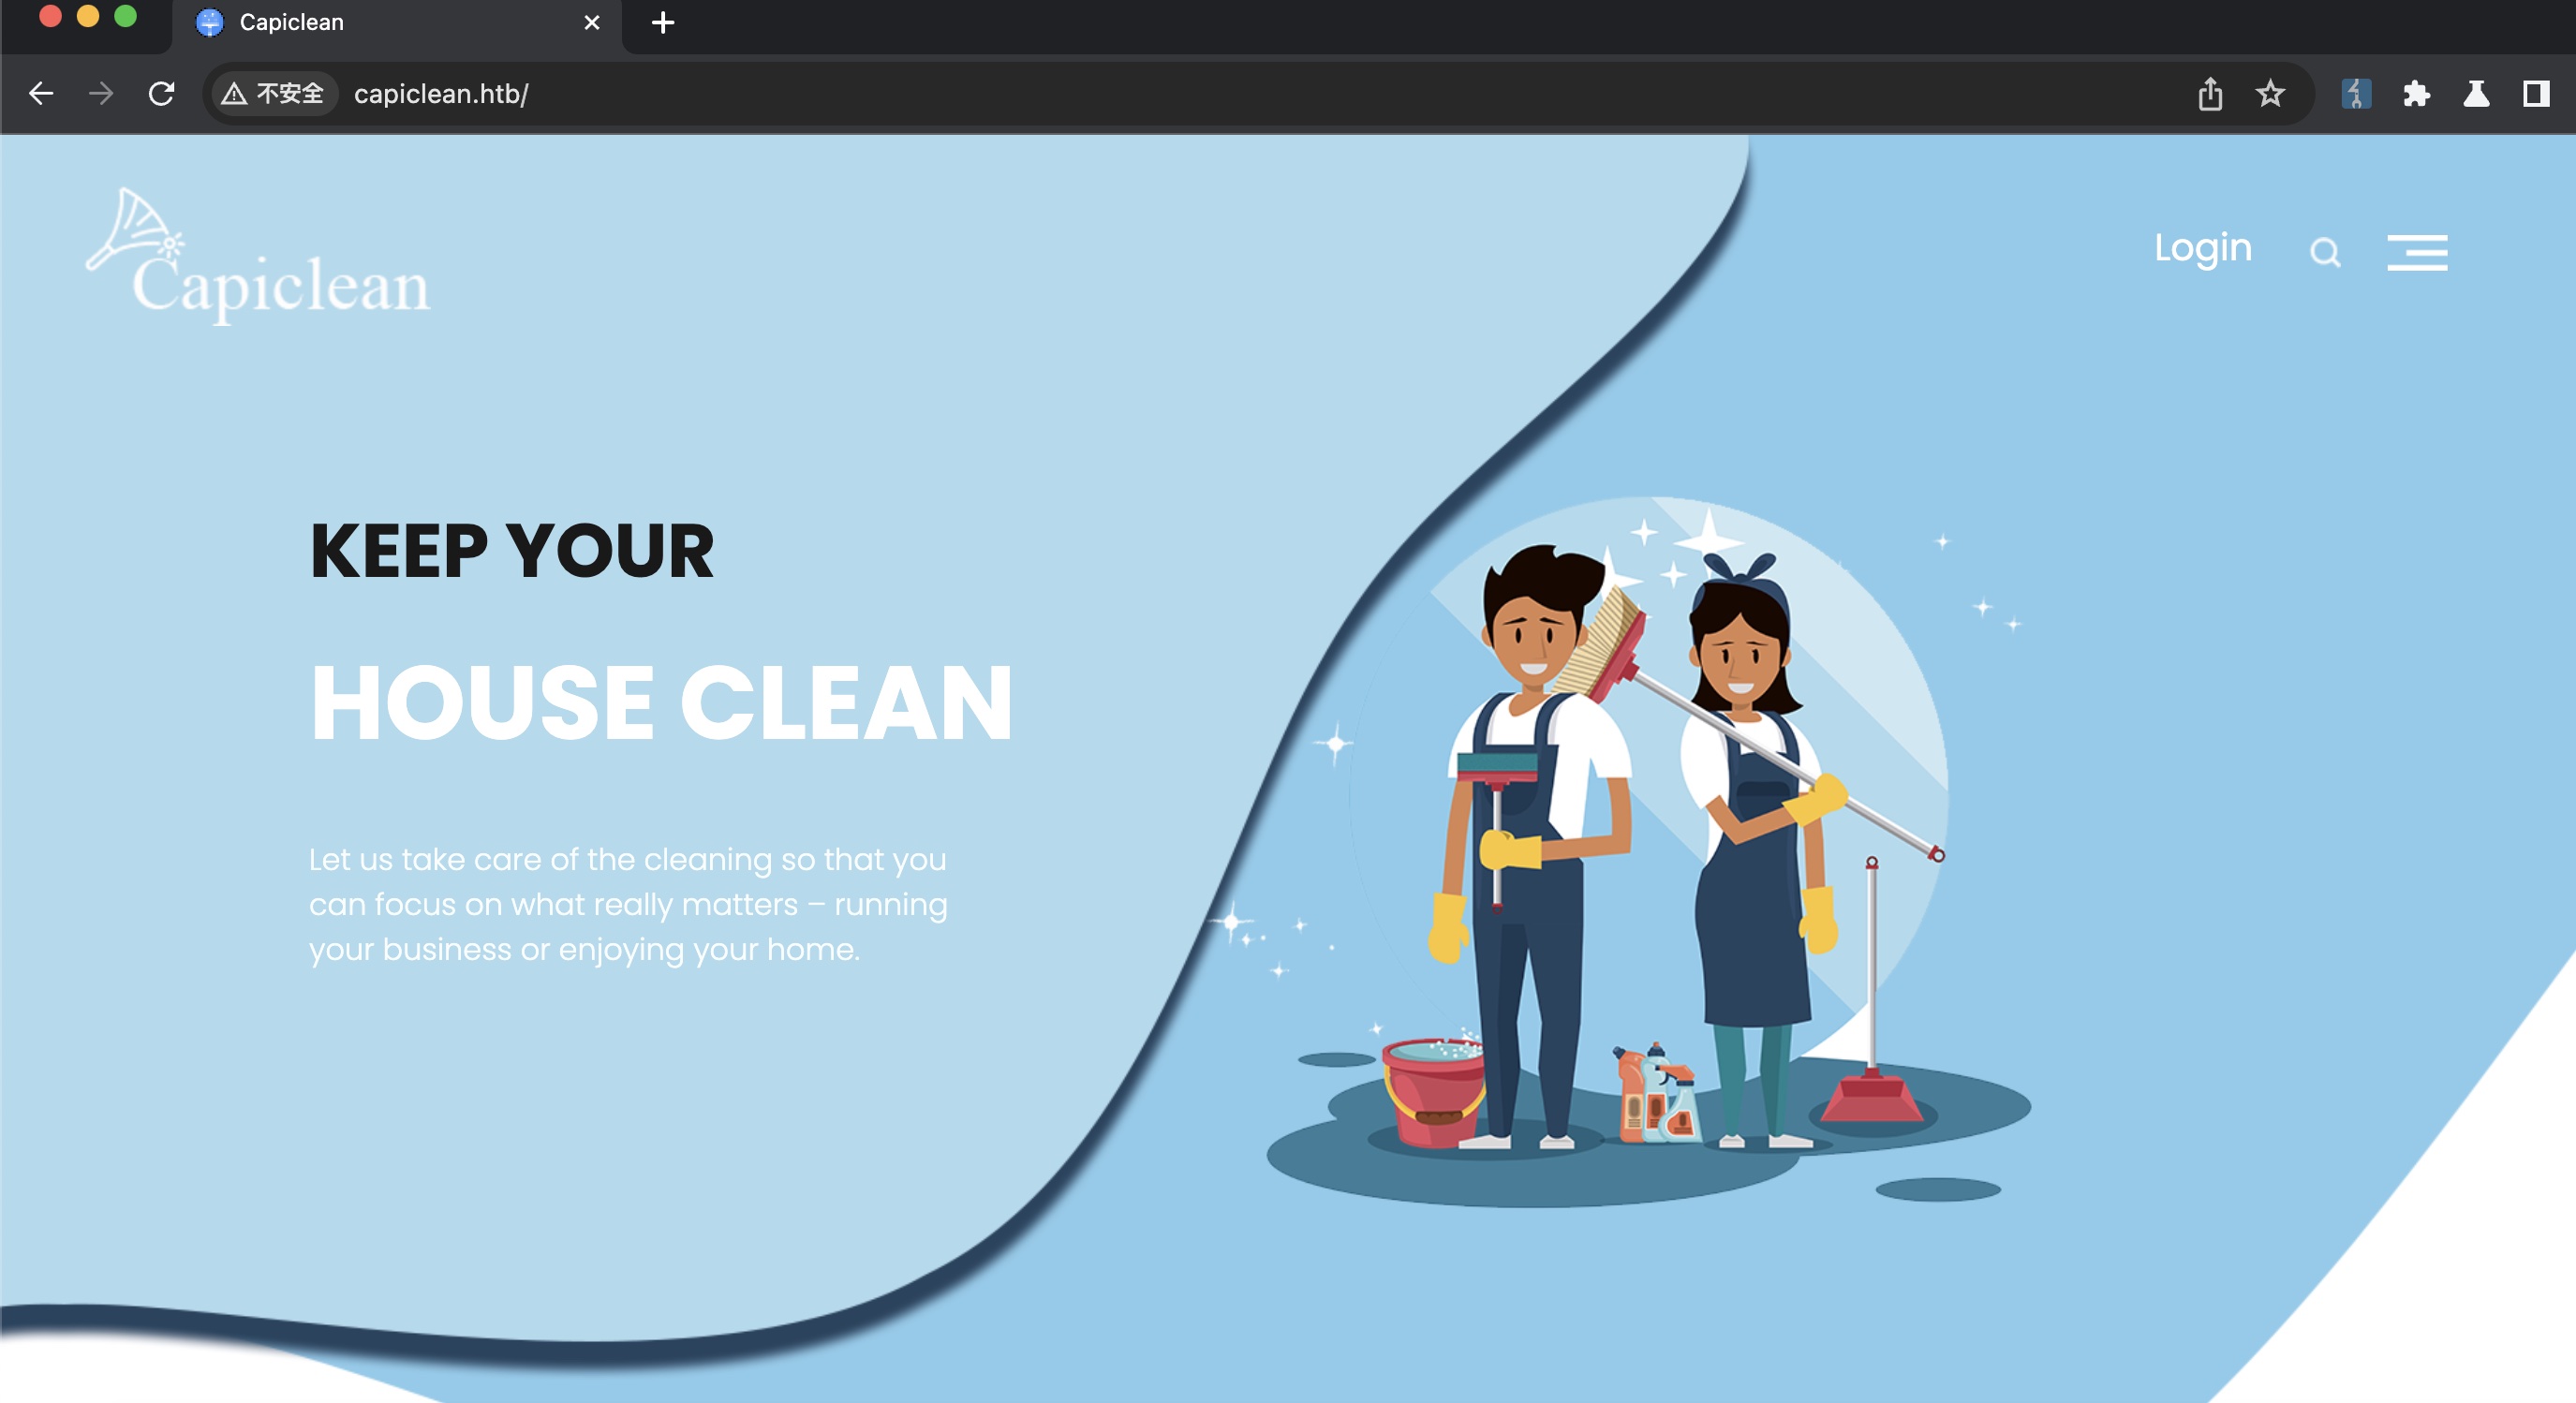 Capiclean
不安全 capiclean.htb/
Capiclean
Login
KEEP YOUR
HOUSE CLEAN
Let us take care of the cleaning so that you
can focus on what really matters – running
your business or enjoying your home.